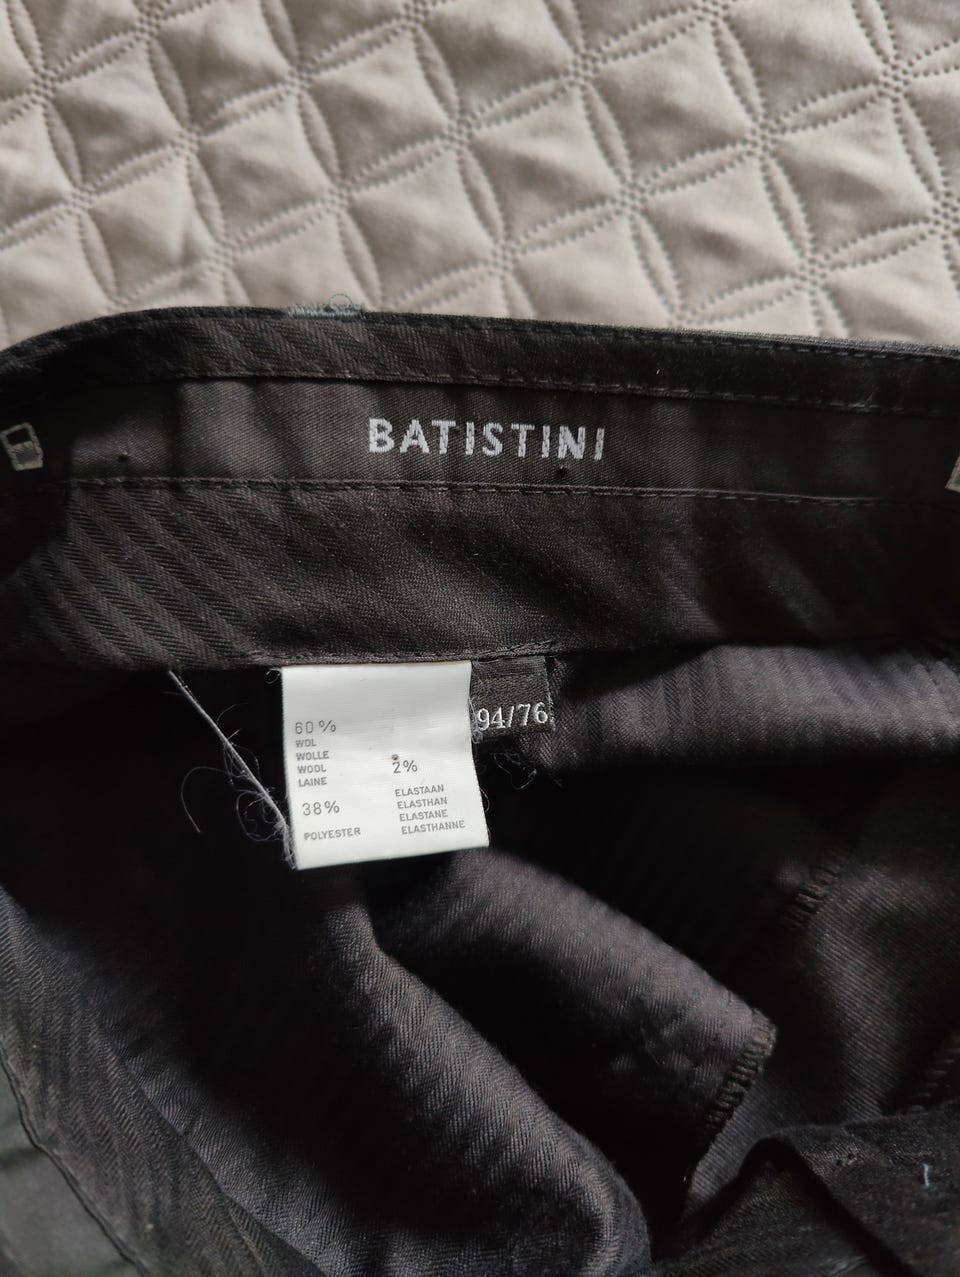 BATISTINI
94/76
60%
WOL
WOLLE
WOOL
LAINE
38%
POLYESTER
2%
ELASTAAN
ELASTHAN
ELASTANE
ELASTHANNE